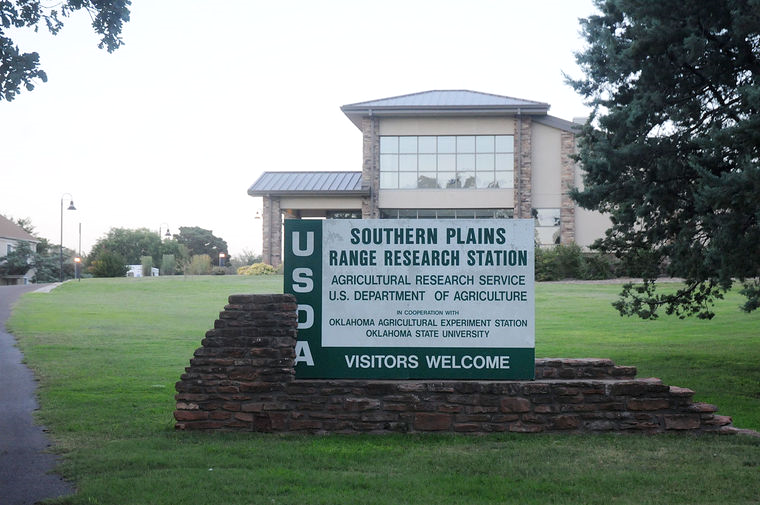 USDA
SOUTHERN PLAINS
RANGE RESEARCH STATION
AGRICULTURAL RESEARCH SERVICE
U.S. DEPARTMENT OF AGRICULTURE
IN COOPERATION WITH
OKLAHOMA AGRICULTURAL EXPERIMENT STATION
OKLAHOMA STATE UNIVERSITY
VISITORS WELCOME